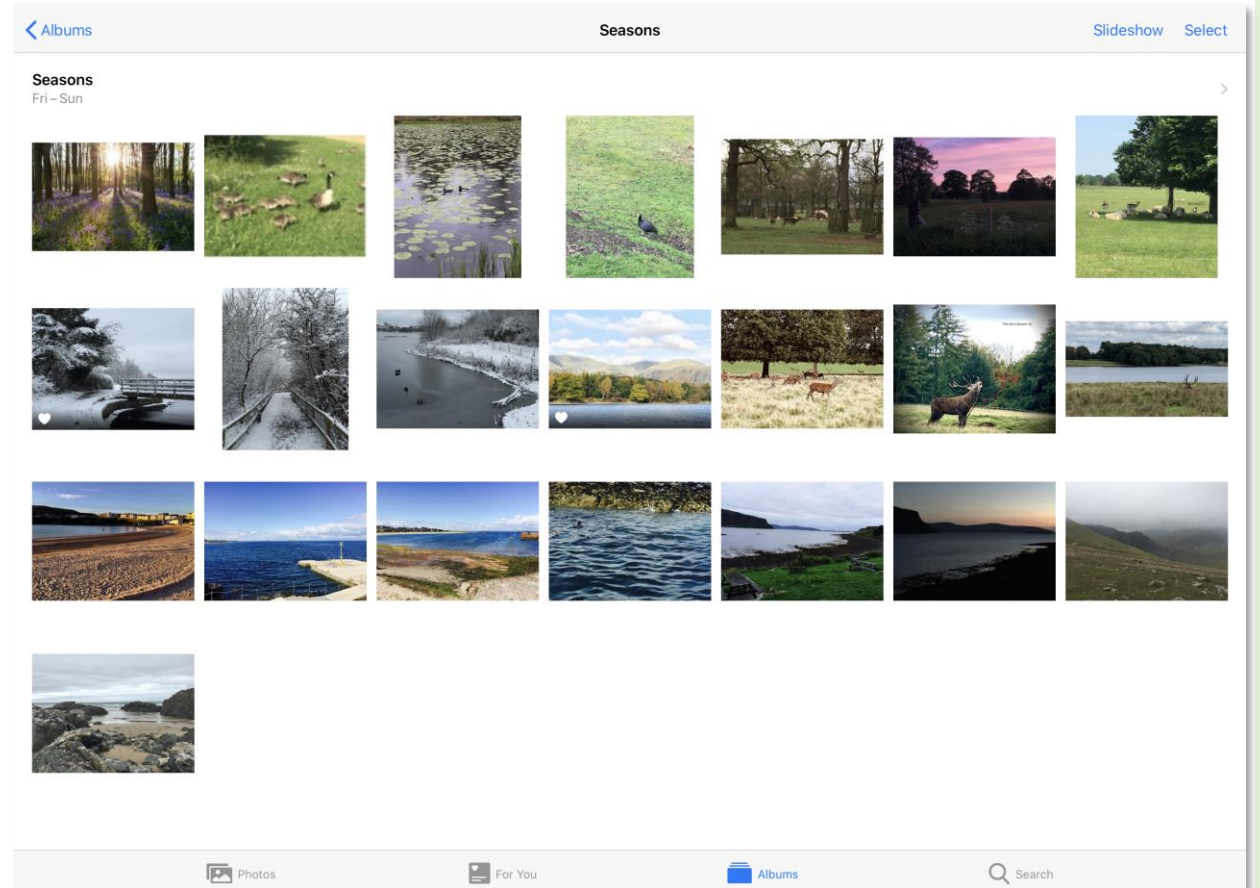 Albums
Seasons
Slideshow
Select
Seasons
Fri – Sun
Photos
For You
Albums
Search